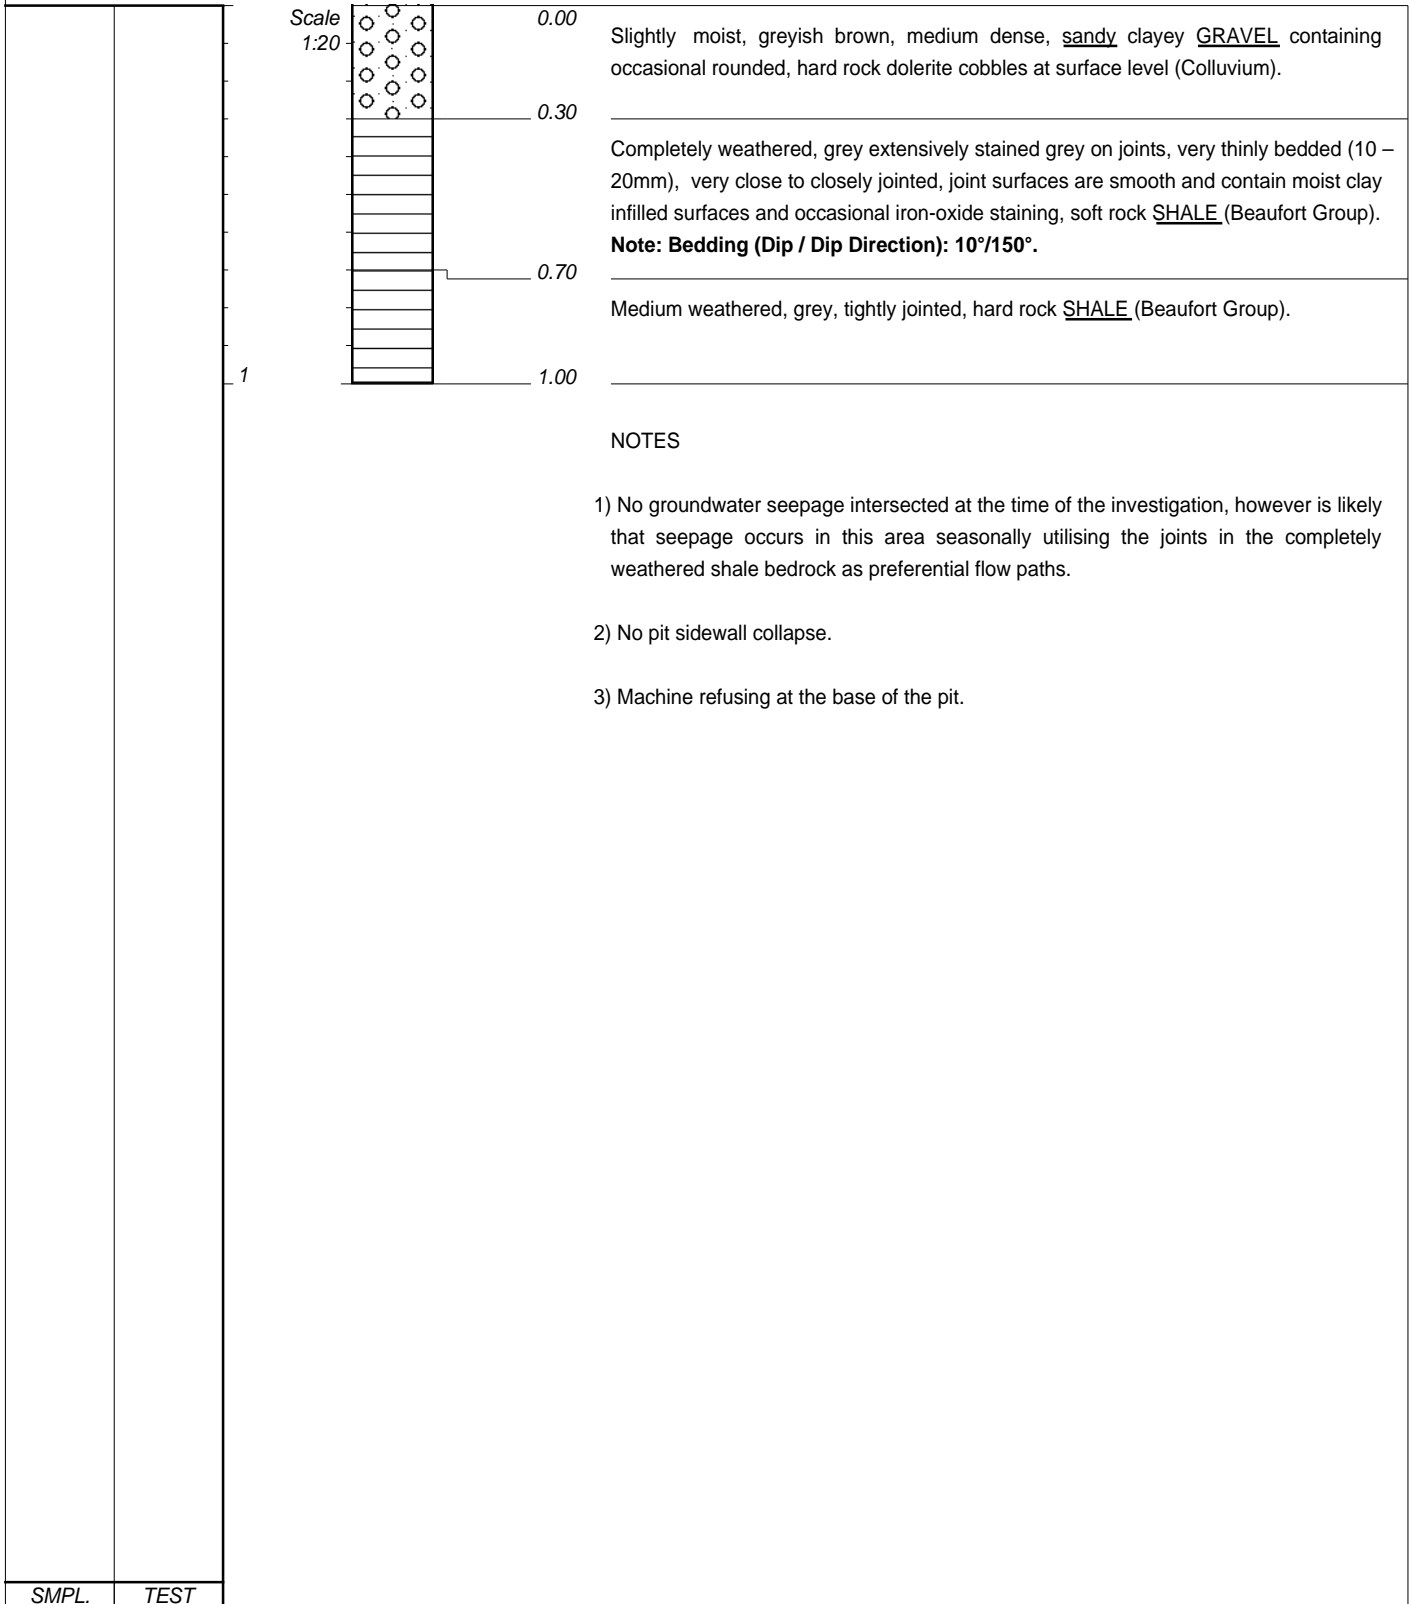 Scale
1:20
0.00
Slightly moist, greyish brown, medium dense, sandy clayey GRAVEL containing
occasional rounded, hard rock dolerite cobbles at surface level (Colluvium).
0.30
Completely weathered, grey extensively stained grey on joints, very thinly bedded (10 –
20mm), very close to closely jointed, joint surfaces are smooth and contain moist clay
infilled surfaces and occasional iron-oxide staining, soft rock SHALE (Beaufort Group).
Note: Bedding (Dip / Dip Direction): 10°/150°.
0.70
Medium weathered, grey, tightly jointed, hard rock SHALE (Beaufort Group).
1
1.00
NOTES
1) No groundwater seepage intersected at the time of the investigation, however is likely
that seepage occurs in this area seasonally utilising the joints in the completely
weathered shale bedrock as preferential flow paths.
2) No pit sidewall collapse.
3) Machine refusing at the base of the pit.
SMPL. TEST